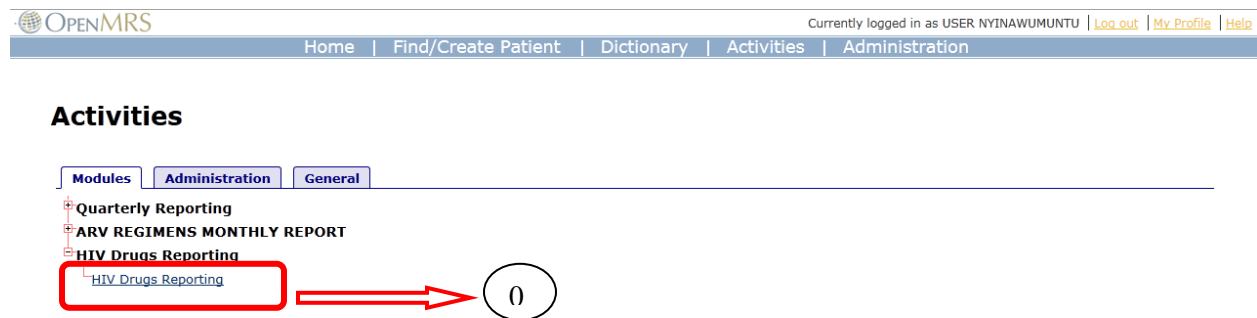 OPENMRS
Currently logged in as USER NYINAWUMUNTU | Log out | My Profile | Help
Home | Find/Create Patient | Dictionary | Activities | Administration
Activities
Modules Administration General
Quarterly Reporting
ARV REGIMENS MONTHLY REPORT
HIV Drugs Reporting
HIV Drugs Reporting
0